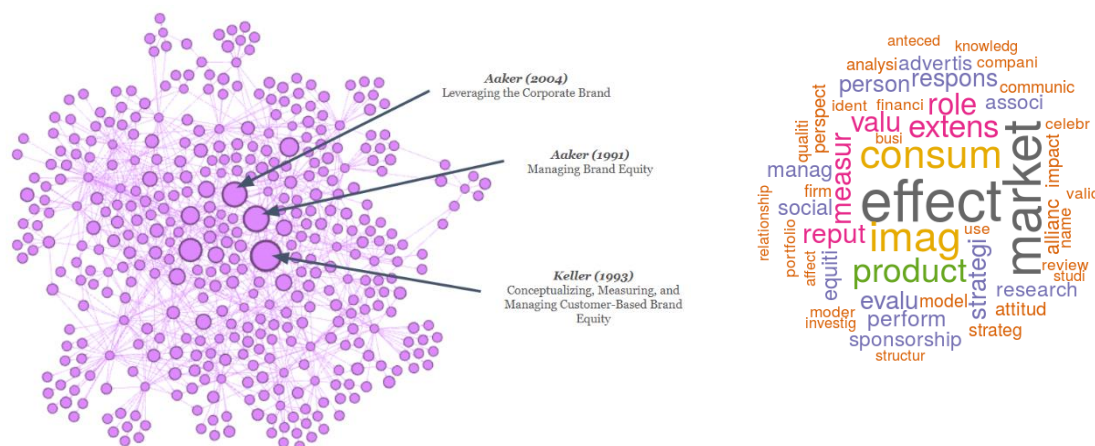 Aaker (2004)
Leveraging the Corporate Brand
Aaker (1991)
Managing Brand Equity
Keller (1993)
Conceptualizing, Measuring, and
Managing Customer-Based Brand
Equity
anteced
knowledg
analysi
advertis
compani
person
respons
communic
ident
financi
role
associ
perspect
qualiti
valu
extens
busi
celebr
measur
consum
market
impact
manag
firm
effect
valid
social
relationship
portfolio
reput
imag
use
allianc
name
affect
equiti
product
strategi
review
studi
evalu
model
research
moder
investig
perform
attitud
sponsorship
strateg
structur